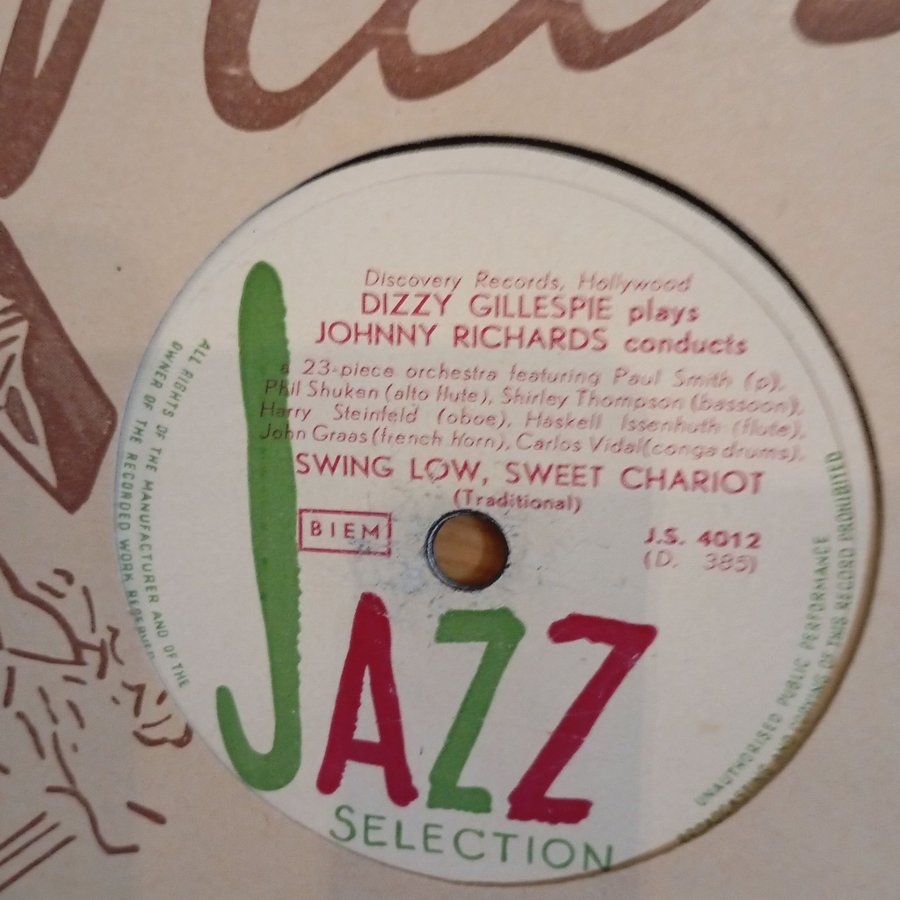 Discovery Records, Hollywood
DIZZY GILLESPIE plays
JOHNNY RICHARDS conducts
a 23-piece orchestra featuring Paul Smith (p),
Phil Shuken (alto flute), Shirley Thompson (bassoon),
Harry Steinfeld (oboe), Haskell Issenhuth (flute),
John Graas (french horn), Carlos Vidal (conga drums).
SWING LOW, SWEET CHARIOT
(Traditional)
BIEM
J.S. 4012
(D. 385)
JAZZ
SELECTION
ALL RIGHTS OF THE MANUFACTURER AND OF THE
OWNER OF THE RECORDED WORK RESERVED
UNAUTHORISED PUBLIC PERFORMANCE
BROADCASTING AND COPYING OF THIS RECORD PROHIBITED